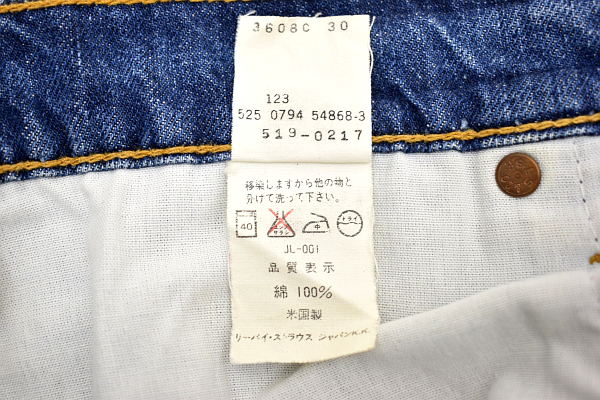 3608C 30
123
525 0794 54868-3
519-0217
移染しますから他の物と
分けて洗って下さい
40 中 ドライ
JL-001
品質表示
綿 100%
米国製
リーバイ・ストラウス ジャパンK.K.